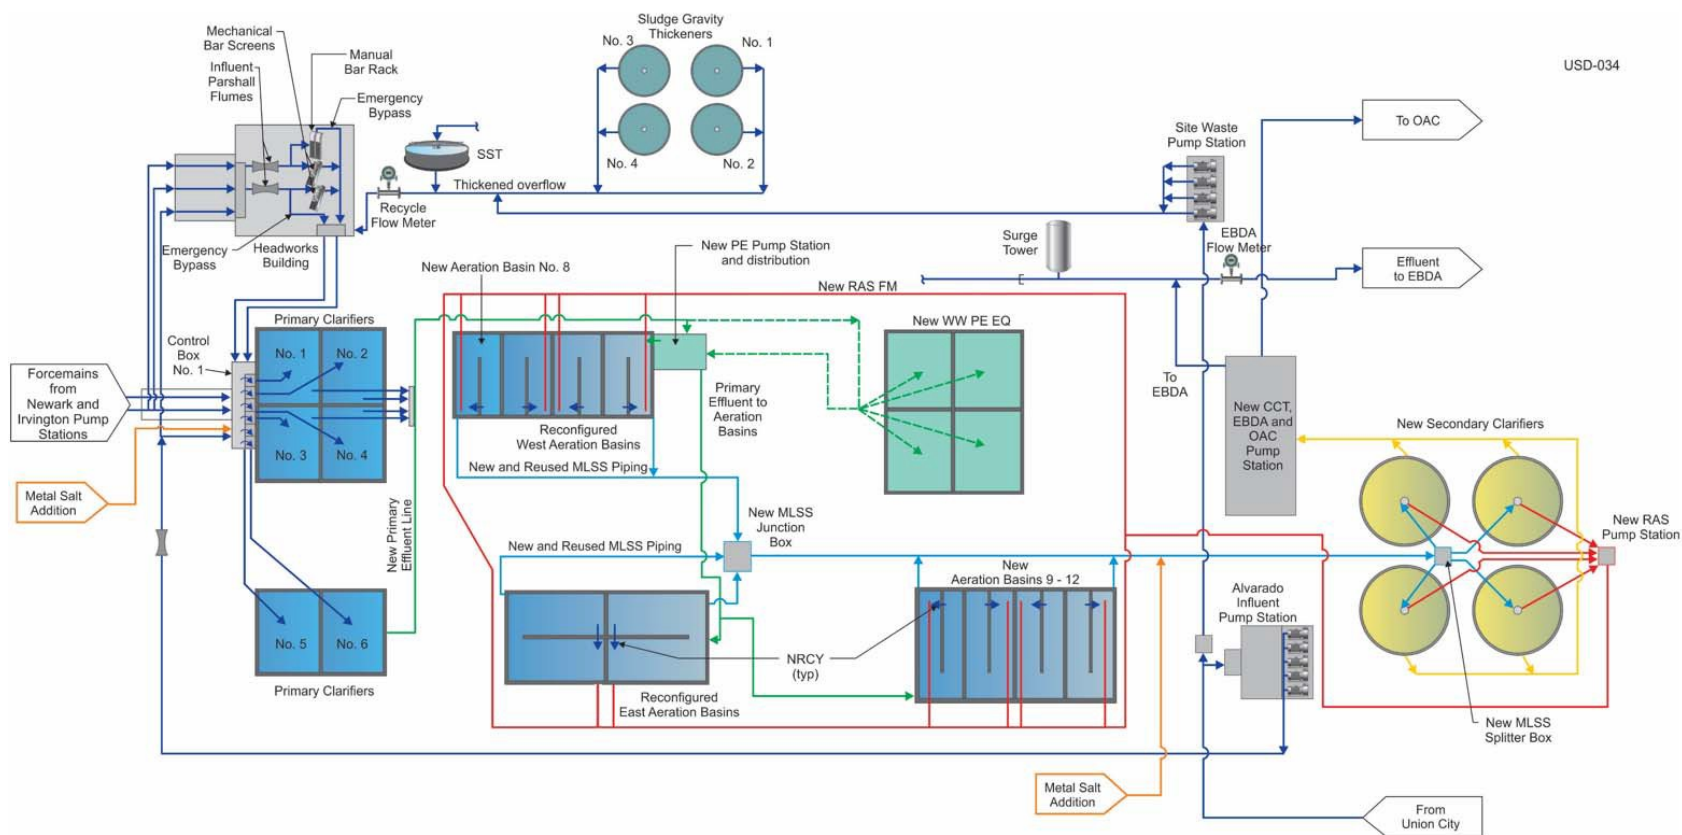 Sludge Gravity
Thickeners
No. 3
No. 1
No. 4
No. 2
USD-034
Mechanical
Bar Screens
Manual
Bar Rack
Influent
Parshall
Flumes
Emergency
Bypass
SST
Thickened overflow
Recycle
Flow Meter
Emergency
Bypass
Headworks
Building
Site Waste
Pump Station
To OAC
Surge
Tower
EBDA
Flow Meter
Effluent
to EBDA
New PE Pump Station
and distribution
New Aeration Basin No. 8
New RAS FM
Primary Clarifiers
Control
Box
No. 1
No. 1
No. 2
No. 3
No. 4
New WW PE EQ
Forcemains
from
Newark and
Irvington Pump
Stations
Primary
Effluent to
Aeration
Basins
Reconfigured
West Aeration Basins
To
EBDA
New CCT,
EBDA and
OAC
Pump
Station
New Secondary Clarifiers
New and Reused MLSS Piping
Metal Salt
Addition
New Primary
Effluent Line
New MLSS
Junction
Box
New and Reused MLSS Piping
New RAS
Pump Station
New
Aeration Basins 9 - 12
Alvarado
Influent
Pump Station
No. 5
No. 6
Primary Clarifiers
NRCY
(typ)
Reconfigured
East Aeration Basins
New MLSS
Splitter Box
Metal Salt
Addition
From
Union City